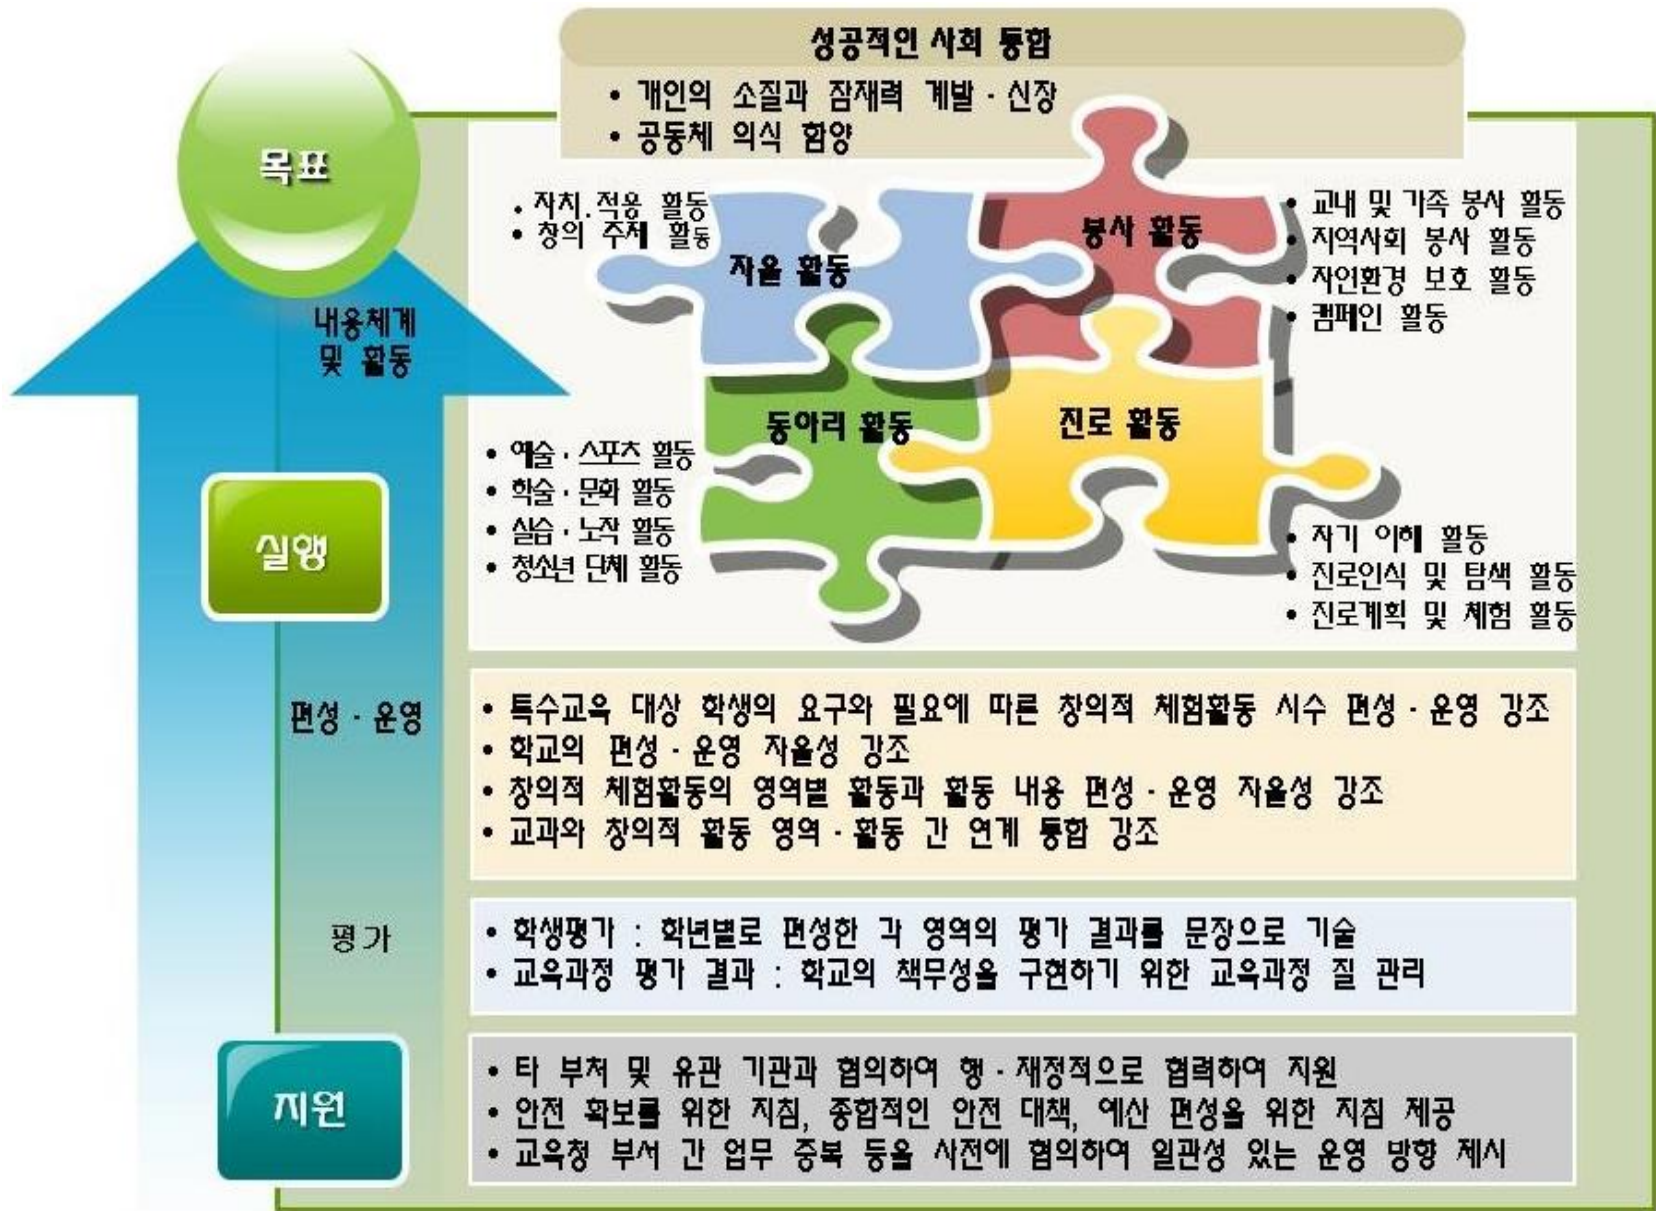 성공적인 사회 통합
• 개인의 소질과 잠재력 계발 · 신장
• 공동체 의식 함양
목표
• 자치.적응 활동
• 창의 주제 활동
자율 활동
봉사 활동
• 교내 및 가족 봉사 활동
• 지역사회 봉사 활동
• 자인환경 보호 활동
• 캠페인 활동
내용체계
및 활동
동아리 활동
진로 활동
• 예술 · 스포츠 활동
• 학술 · 문화 활동
• 실습 · 노작 활동
• 청소년 단체 활동
• 자기 이해 활동
• 진로인식 및 탐색 활동
• 진로계획 및 체험 활동
실행
편성 · 운영
• 특수교육 대상 학생의 요구와 필요에 따른 창의적 체험활동 시수 편성 · 운영 강조
• 학교의 편성 · 운영 자율성 강조
• 창의적 체험활동의 영역별 활동과 활동 내용 편성 · 운영 자율성 강조
• 교과와 창의적 활동 영역 · 활동 간 연계 통합 강조
평가
• 학생평가 : 학년별로 편성한 각 영역의 평가 결과를 문장으로 기술
• 교육과정 평가 결과 : 학교의 책무성을 구현하기 위한 교육과정 질 관리
지원
• 타 부처 및 유관 기관과 협의하여 행 · 재정적으로 협력하여 지원
• 안전 확보를 위한 지침, 종합적인 안전 대책, 예산 편성을 위한 지침 제공
• 교육청 부서 간 업무 중복 등을 사전에 협의하여 일관성 있는 운영 방향 제시